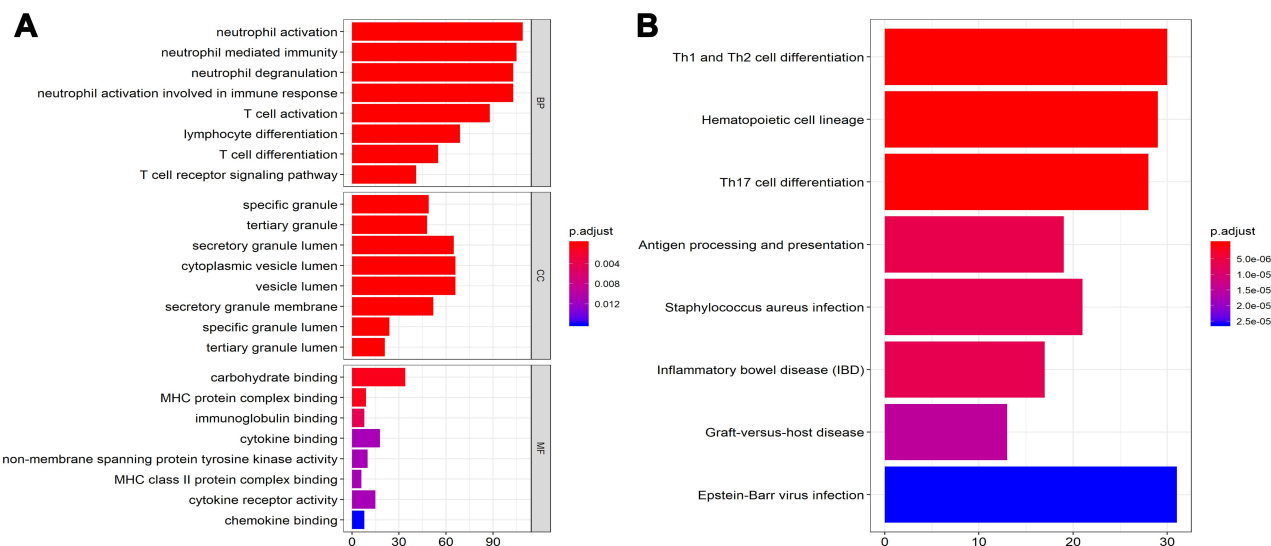 A
neutrophil activation
neutrophil mediated immunity
neutrophil degranulation
neutrophil activation involved in immune response
T cell activation
lymphocyte differentiation
T cell differentiation
T cell receptor signaling pathway
BP
specific granule
tertiary granule
secretory granule lumen
cytoplasmic vesicle lumen
vesicle lumen
secretory granule membrane
specific granule lumen
tertiary granule lumen
CC
carbohydrate binding
MHC protein complex binding
immunoglobulin binding
cytokine binding
non-membrane spanning protein tyrosine kinase activity
MHC class II protein complex binding
cytokine receptor activity
chemokine binding
MF
0 30 60 90
p.adjust
0.004
0.008
0.012
B
Th1 and Th2 cell differentiation
Hematopoietic cell lineage
Th17 cell differentiation
Antigen processing and presentation
Staphylococcus aureus infection
Inflammatory bowel disease (IBD)
Graft-versus-host disease
Epstein-Barr virus infection
0 10 20 30
p.adjust
5.0e-06
1.0e-05
1.5e-05
2.0e-05
2.5e-05